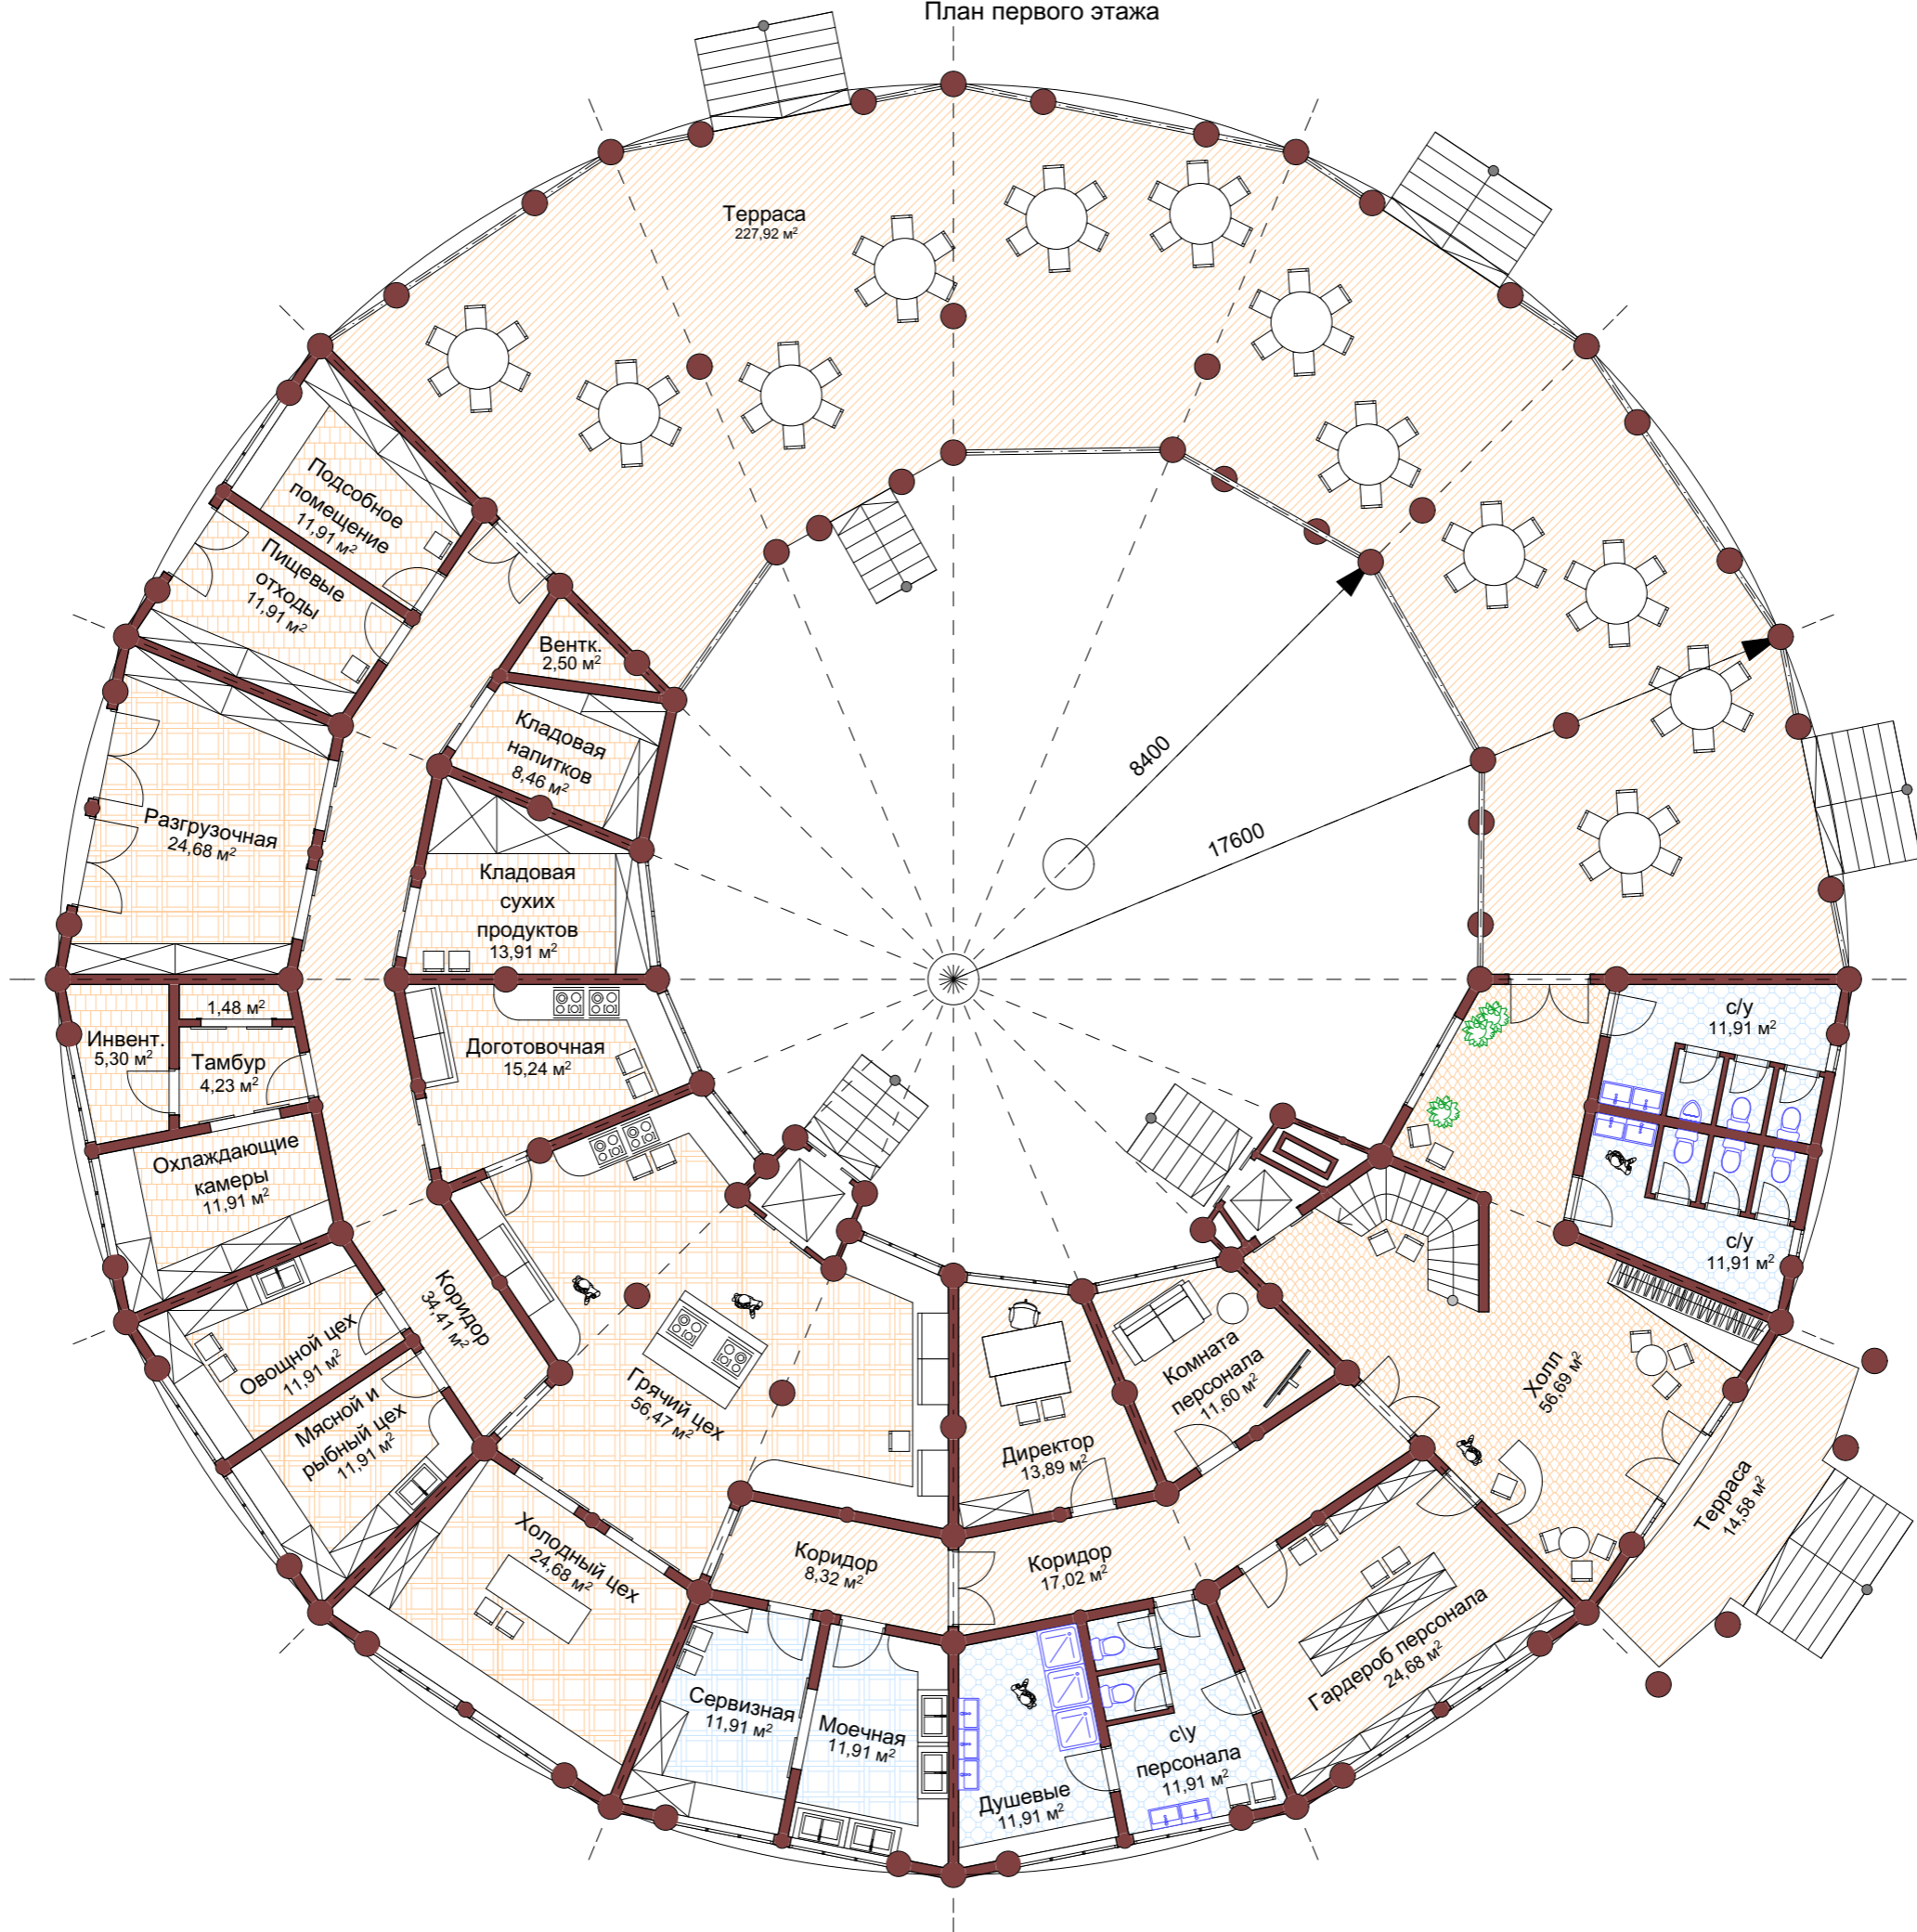 План первого этажа
Терраса
227,92 м²
Подсобное
помещение
11,91 м²
Пищевые
отходы
11,91 м²
Вентк.
2,50 м²
Кладовая
напитков
8,46 м²
8400
17600
Разгрузочная
24,68 м²
Кладовая
сухих
продуктов
13,91 м²
1,48 м²
Инвент.
5,30 м²
Тамбур
4,23 м²
Доготовочная
15,24 м²
с/у
11,91 м²
Охлаждающие
камеры
11,91 м²
с/у
11,91 м²
Коридор
34,41 м²
Овощной цех
11,91 м²
Мясной и
рыбный цех
11,91 м²
Грячий цех
56,47 м²
Комната
персонала
11,60 м²
Директор
13,89 м²
Холл
56,69 м²
Терраса
14,58 м²
Холодный цех
24,68 м²
Коридор
8,32 м²
Коридор
17,02 м²
Гардероб персонала
24,68 м²
Сервизная
11,91 м²
Моечная
11,91 м²
Душевые
11,91 м²
с\у
персонала
11,91 м²